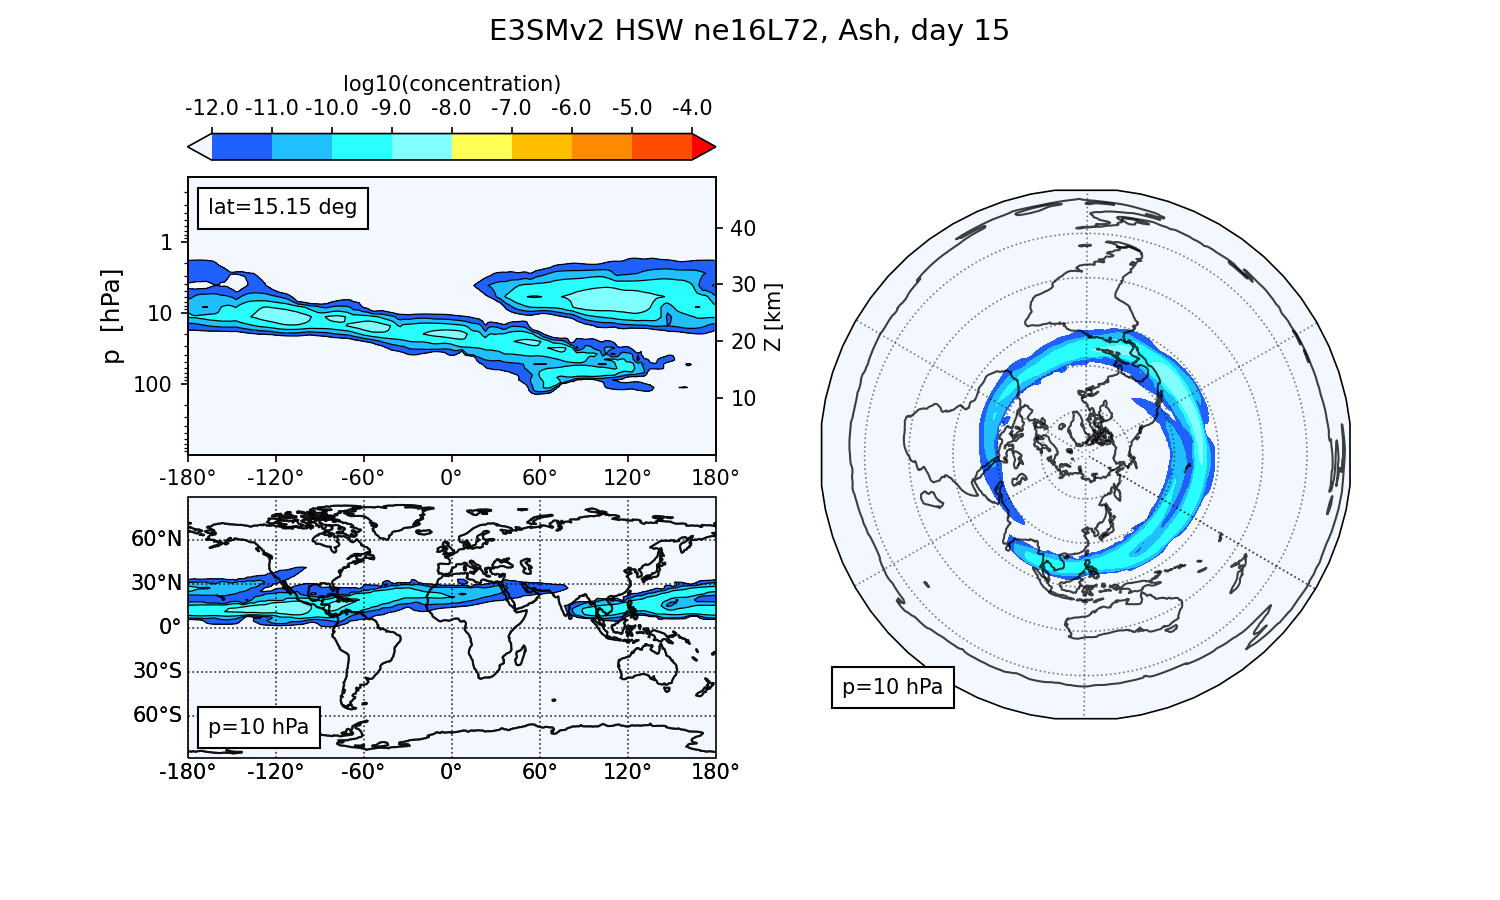 E3SMv2 HSW ne16L72, Ash, day 15
log10(concentration)
-12.0 -11.0 -10.0 -9.0 -8.0 -7.0 -6.0 -5.0 -4.0
lat=15.15 deg
p [hPa]
1
10
100
40
30
20
10
Z [km]
-180° -120° -60° 0° 60° 120° 180°
60°N
30°N
0°
30°S
60°S
p=10 hPa
-180° -120° -60° 0° 60° 120° 180°
p=10 hPa